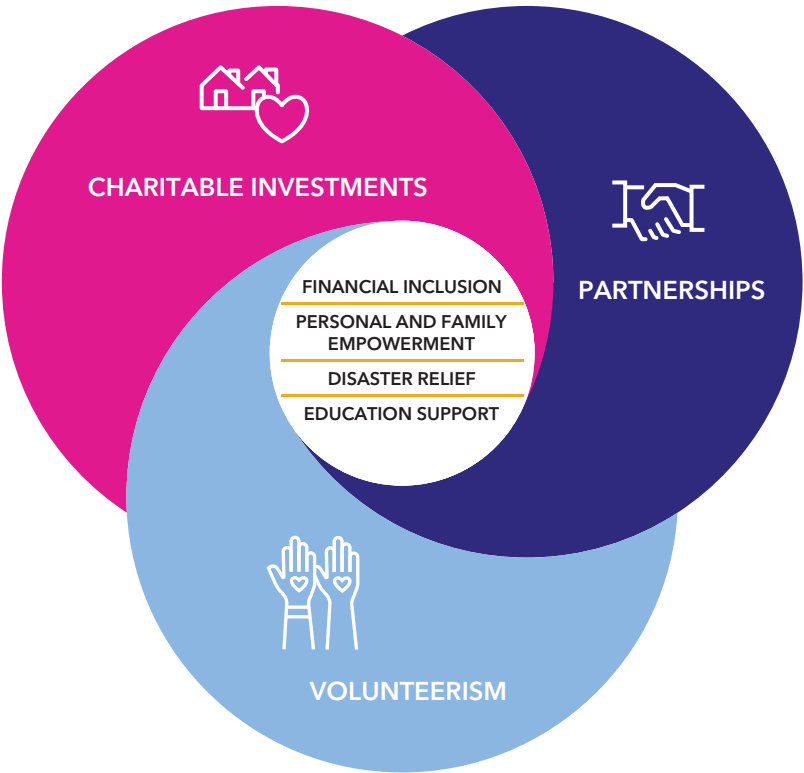 CHARITABLE INVESTMENTS
PARTNERSHIPS
FINANCIAL INCLUSION
PERSONAL AND FAMILY
EMPOWERMENT
DISASTER RELIEF
EDUCATION SUPPORT
VOLUNTEERISM